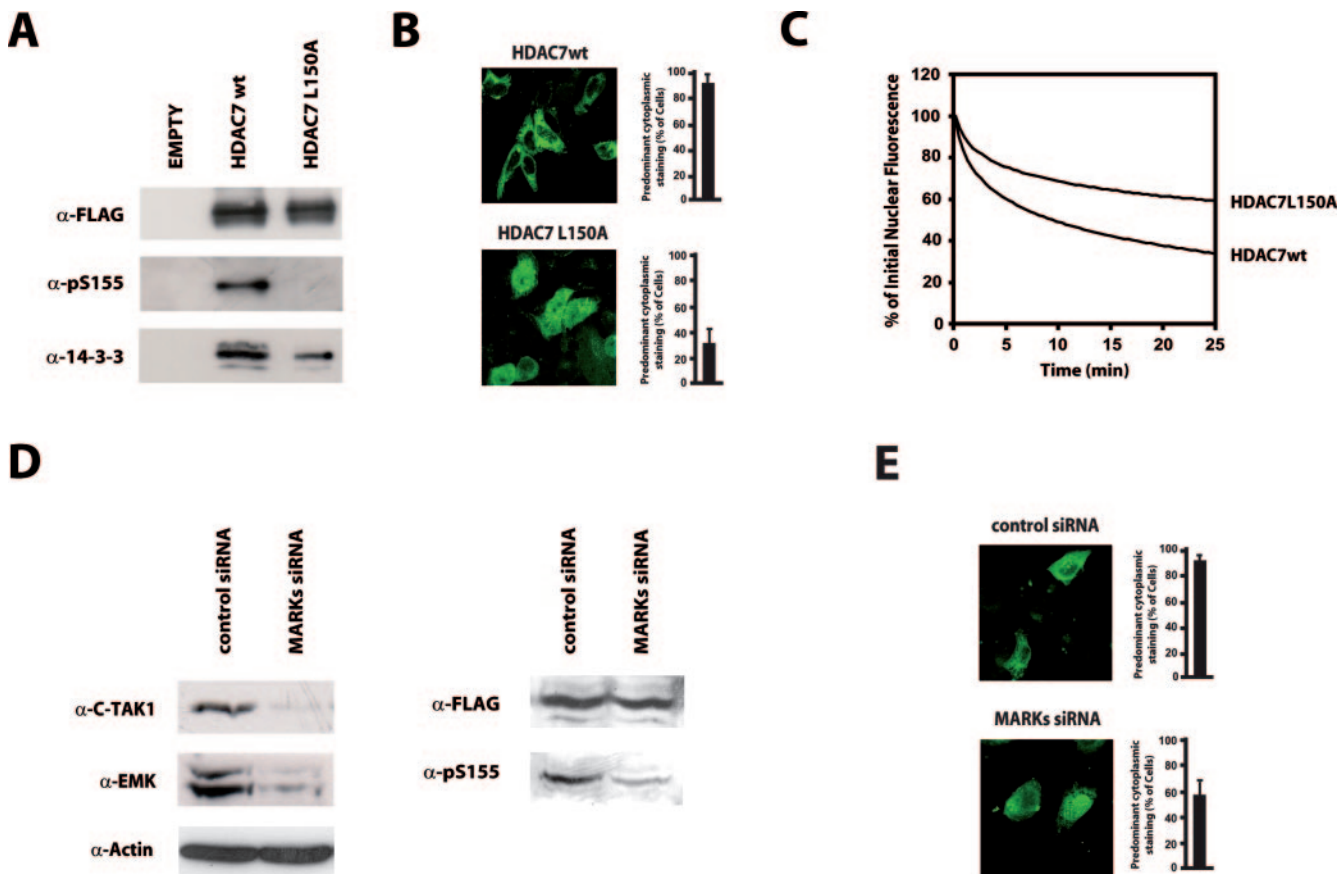 A
EMPTY
HDAC7 wt
HDAC7 L150A
α-FLAG
α-pS155
α-14-3-3
B
HDAC7wt
Predominant cytoplasmic
staining (% of Cells)
100
80
60
40
20
0
HDAC7 L150A
Predominant cytoplasmic
staining (% of Cells)
100
80
60
40
20
0
C
% of Initial Nuclear Fluorescence
120
100
80
60
40
20
0
0 5 10 15 20 25
Time (min)
HDAC7L150A
HDAC7wt
D
control siRNA
MARKs siRNA
α-C-TAK1
α-EMK
α-Actin
control siRNA
MARKs siRNA
α-FLAG
α-pS155
E
control siRNA
Predominant cytoplasmic
staining (% of Cells)
100
80
60
40
20
0
MARKs siRNA
Predominant cytoplasmic
staining (% of Cells)
100
80
60
40
20
0